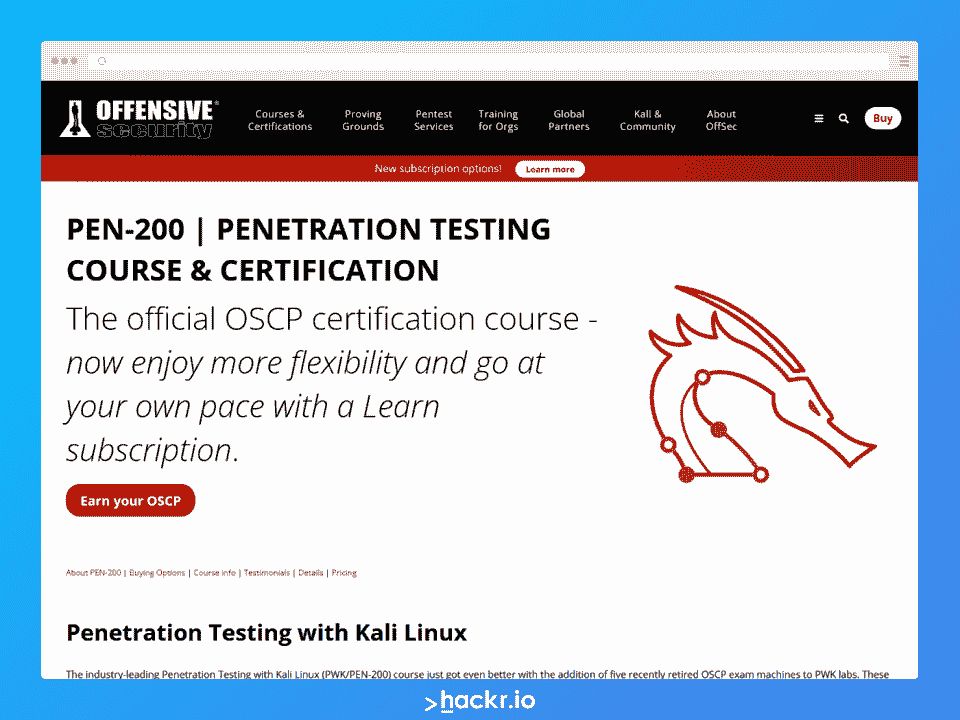 OFFENSIVE®
security
Courses &
Certifications
Proving
Grounds
Pentest
Services
Training
for Orgs
Global
Partners
Kali &
Community
About
OffSec
Buy
New subscription options!
Learn more
PEN-200 | PENETRATION TESTING
COURSE & CERTIFICATION
The official OSCP certification course -
now enjoy more flexibility and go at
your own pace with a Learn
subscription.
Earn your OSCP
About PEN-200 | Buying Options | Course Info | Testimonials | Details | Pricing
Penetration Testing with Kali Linux
The industry-leading Penetration Testing with Kali Linux (PWK/PEN-200) course just got even better with the addition of five recently retired OSCP exam machines to PWK labs. These
>hackr.io